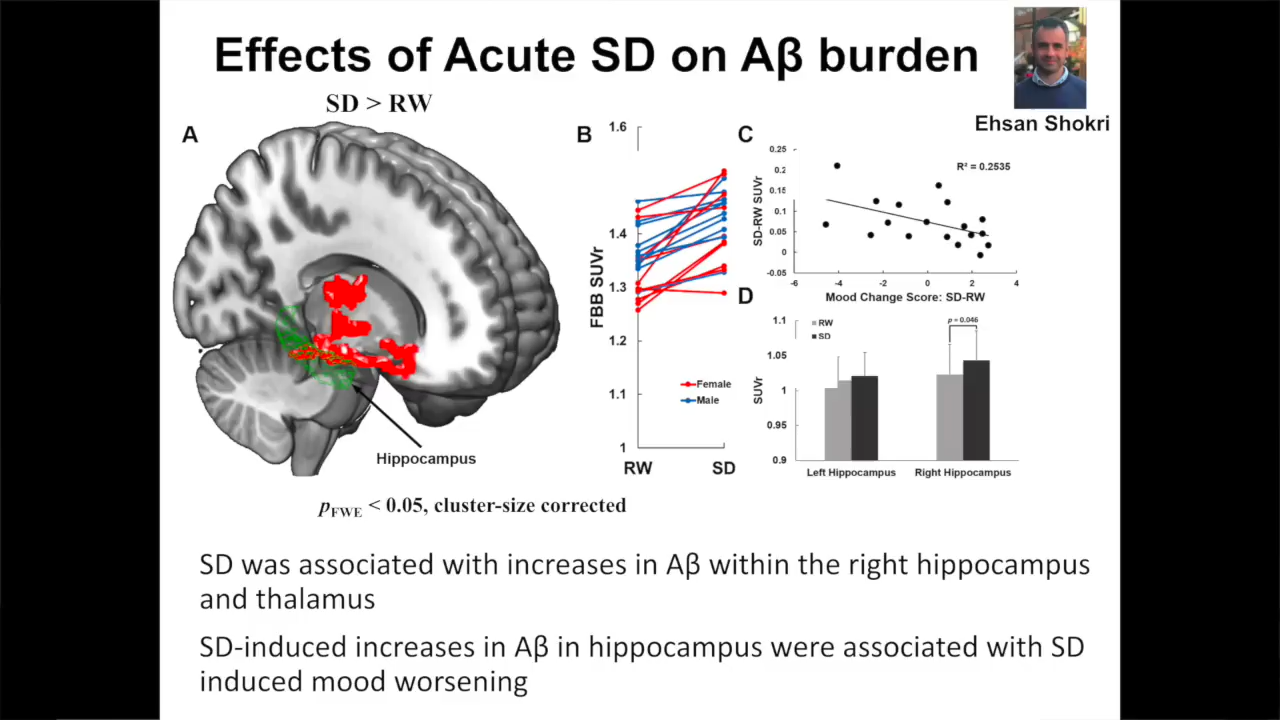 Effects of Acute SD on Aβ burden
Ehsan Shokri
SD > RW
A
Hippocampus
pFWE < 0.05, cluster-size corrected
B
FBB SUVr
1.6
1.4
1.3
1.2
1.1
1
RW
SD
Female
Male
C
SD-RW SUVr
0.25
0.2
0.15
0.1
0.05
0
-0.05
R² = 0.2535
-6
-4
-2
0
2
4
Mood Change Score: SD-RW
D
SUVr
1.1
1.05
1
0.95
0.9
RW
SD
p = 0.046
Left Hippocampus
Right Hippocampus
SD was associated with increases in Aβ within the right hippocampus
and thalamus
SD-induced increases in Aβ in hippocampus were associated with SD
induced mood worsening